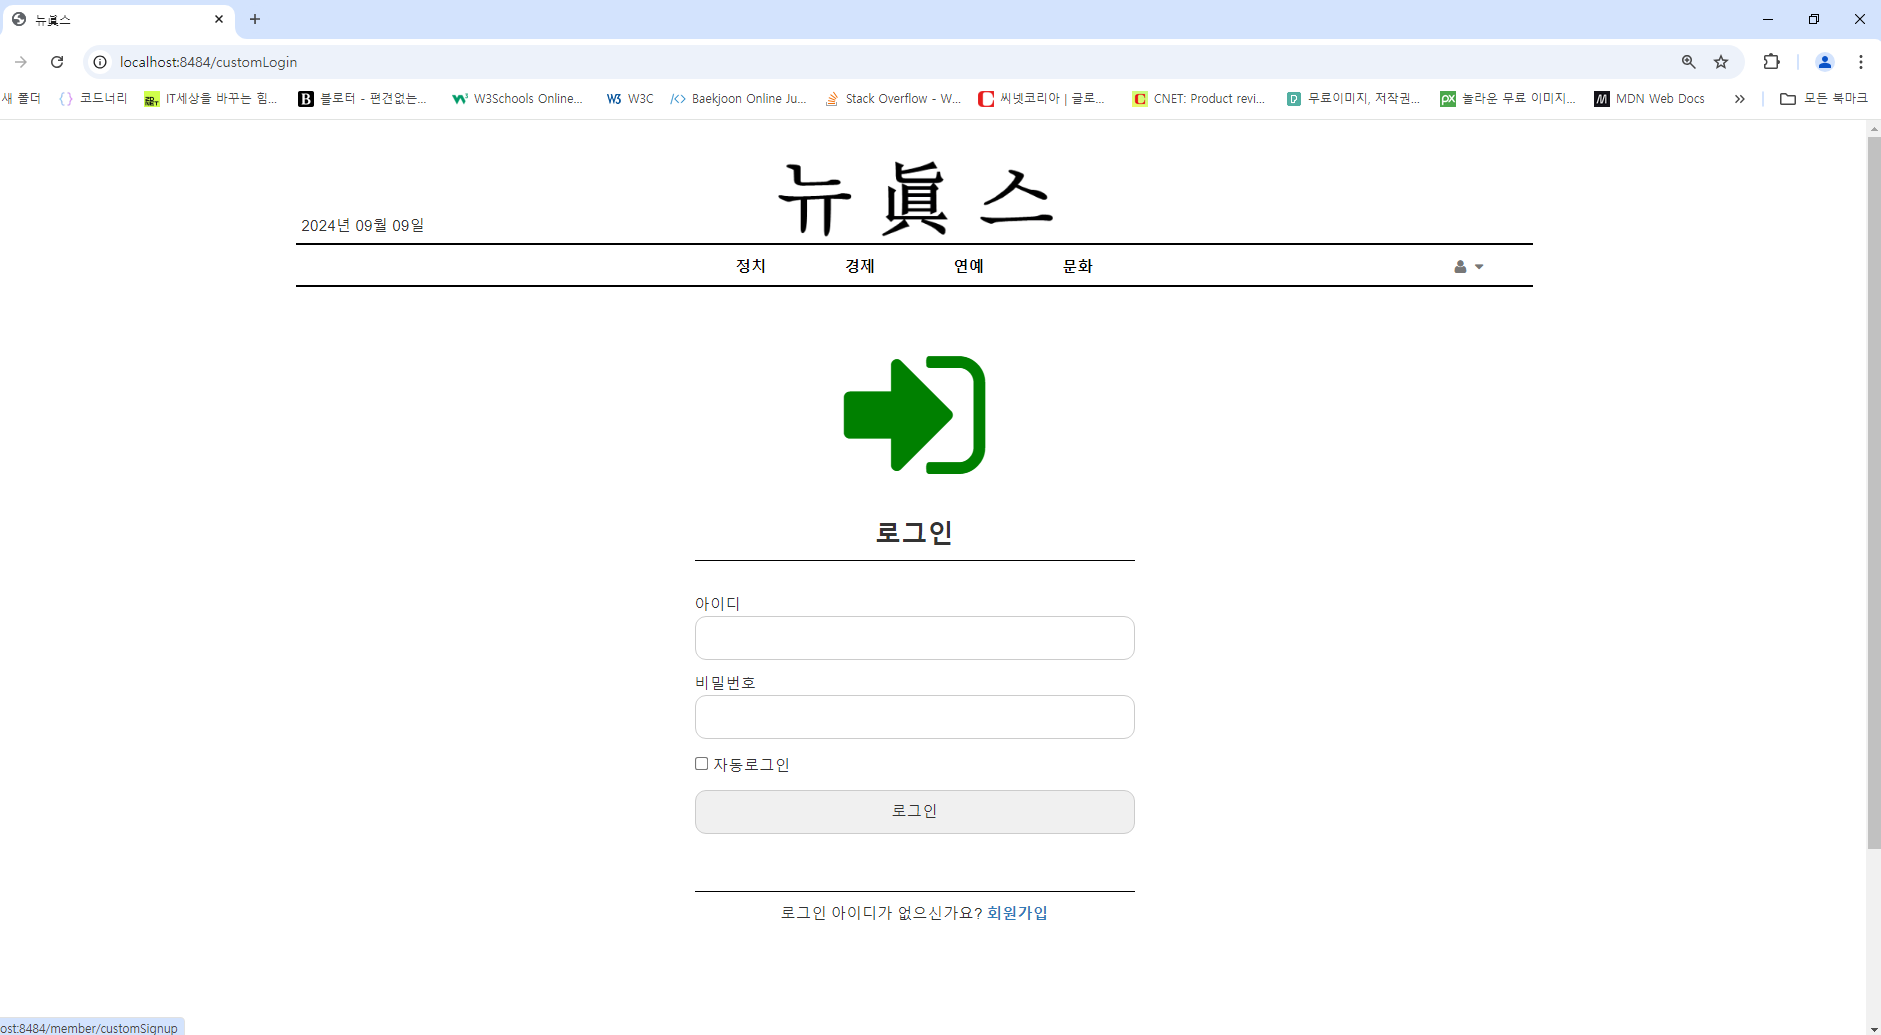 뉴眞스
localhost:8484/customLogin
새 폴더 코드너리 IT세상을 바꾸는 힘... 블로터 - 편견없는... W3Schools Online... W3C Baekjoon Online Ju... Stack Overflow - W... 씨넷코리아 | 글로... CNET: Product revi... 무료이미지, 저작권... 놀라운 무료 이미지... MDN Web Docs » 모든 북마크
뉴眞스
2024년 09월 09일
정치 경제 연예 문화
로그인
아이디
비밀번호
자동로그인
로그인
로그인 아이디가 없으신가요? 회원가입
ost:8484/member/customSignup